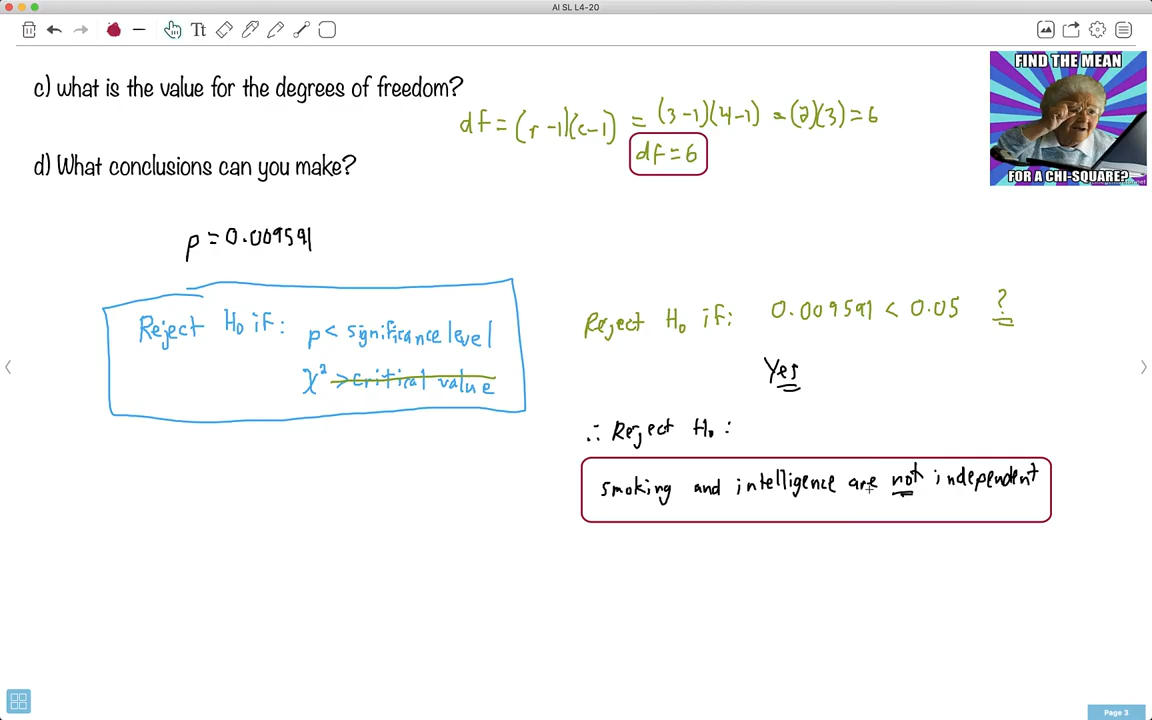 AI SL L4-20
Tt
c) what is the value for the degrees of freedom?
df = (r-1)(c-1) = (3-1)(4-1) = (2)(3) = 6
df = 6
FIND THE MEAN
FOR A CHI-SQUARE?
d) What conclusions can you make?
p = 0.009591
Reject H₀ if: p < significance level
χ² > critical value
Reject H₀ if: 0.009591 < 0.05 ?
Yes
∴ Reject H₀:
smoking and intelligence are not independent
Page 3